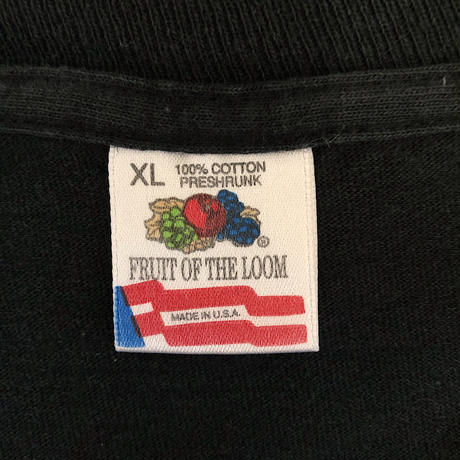 XL 100% COTTON
PRESHRUNK
®
FRUIT OF THE LOOM
MADE IN U.S.A.